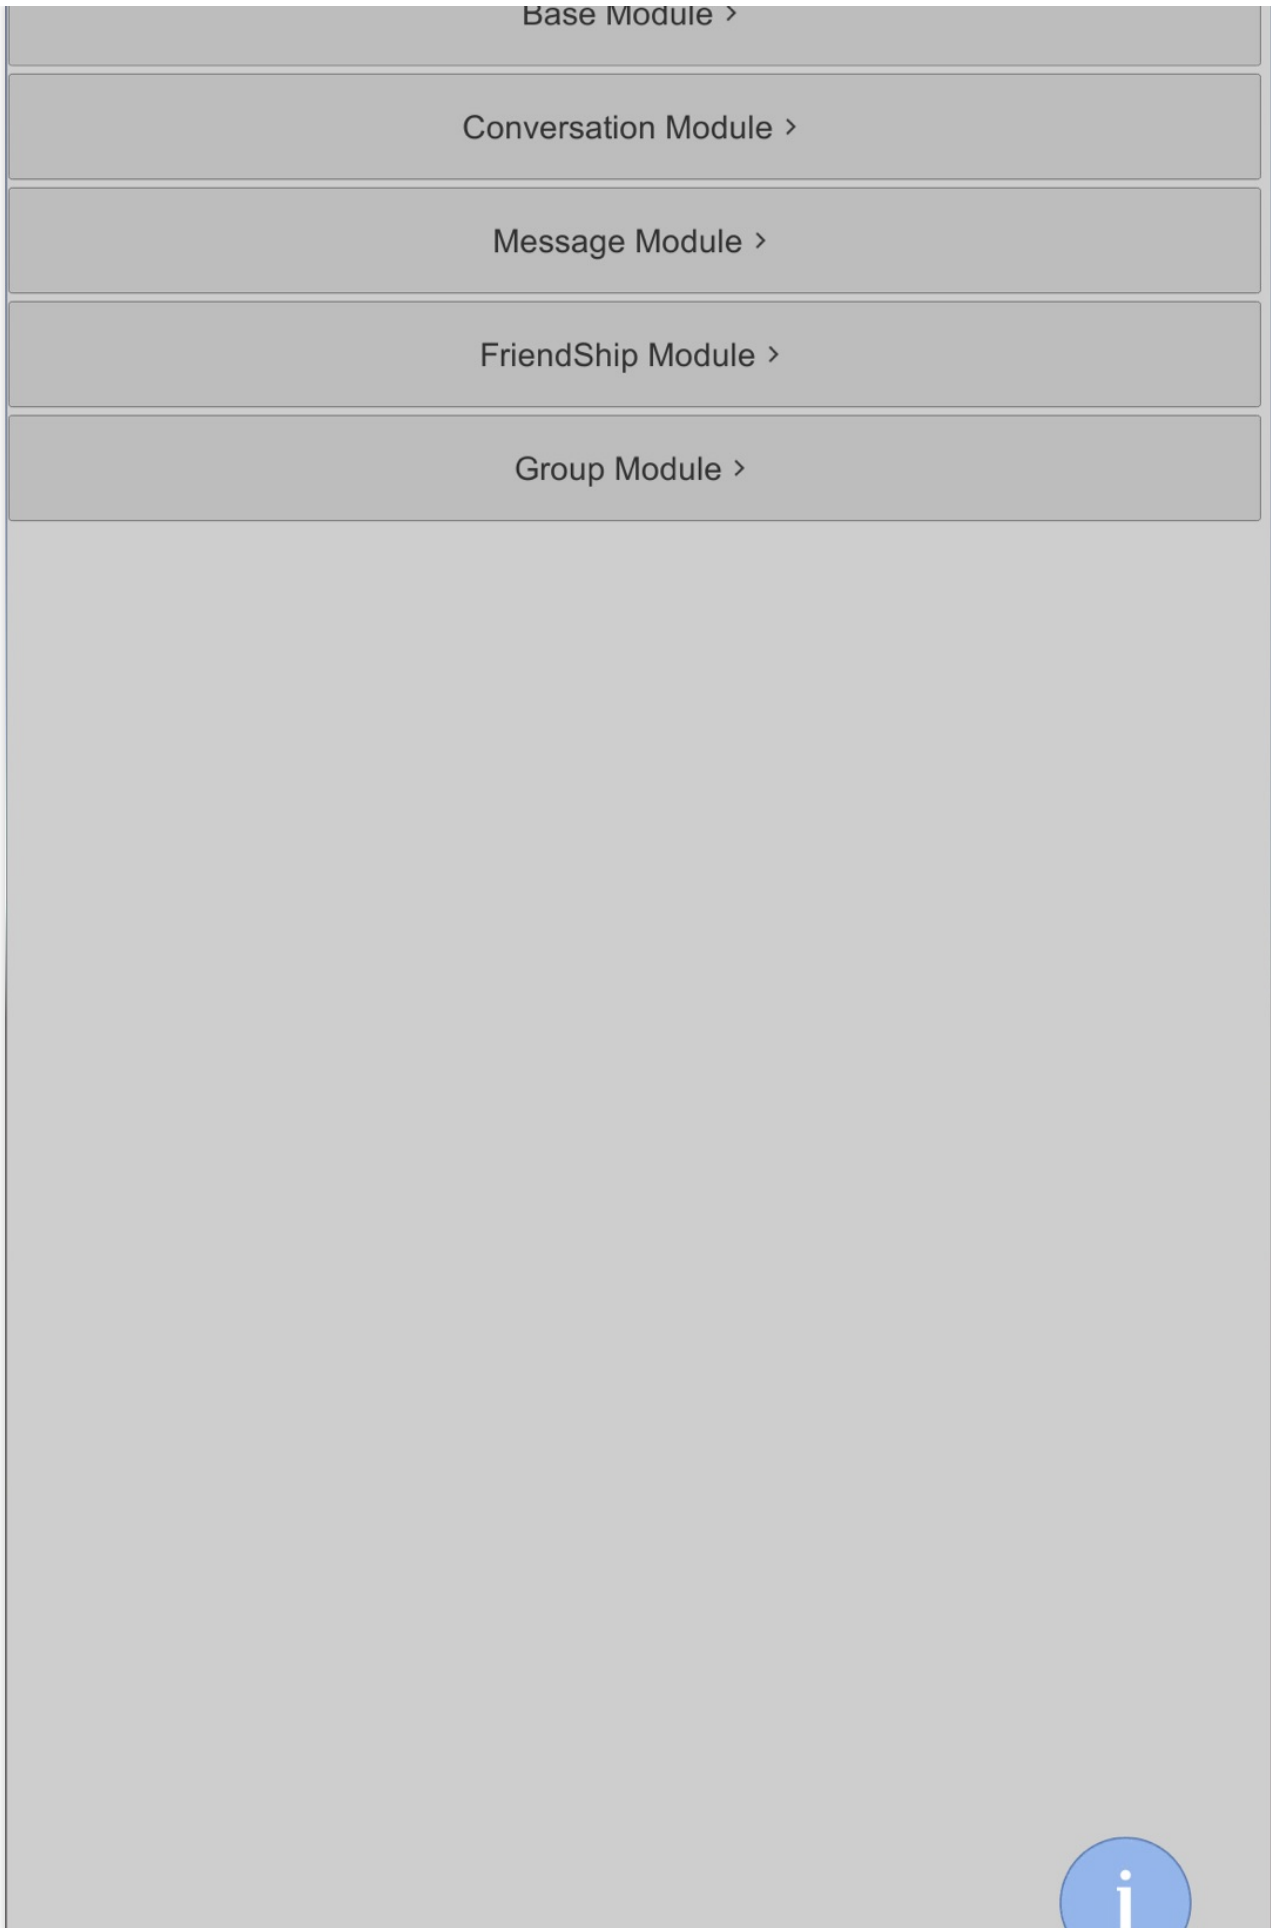 Base Module >
Conversation Module >
Message Module >
FriendShip Module >
Group Module >
i